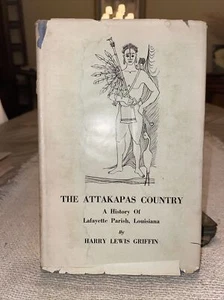 THE ATTAKAPAS COUNTRY
A History Of
Lafayette Parish, Louisiana
By
HARRY LEWIS GRIFFIN